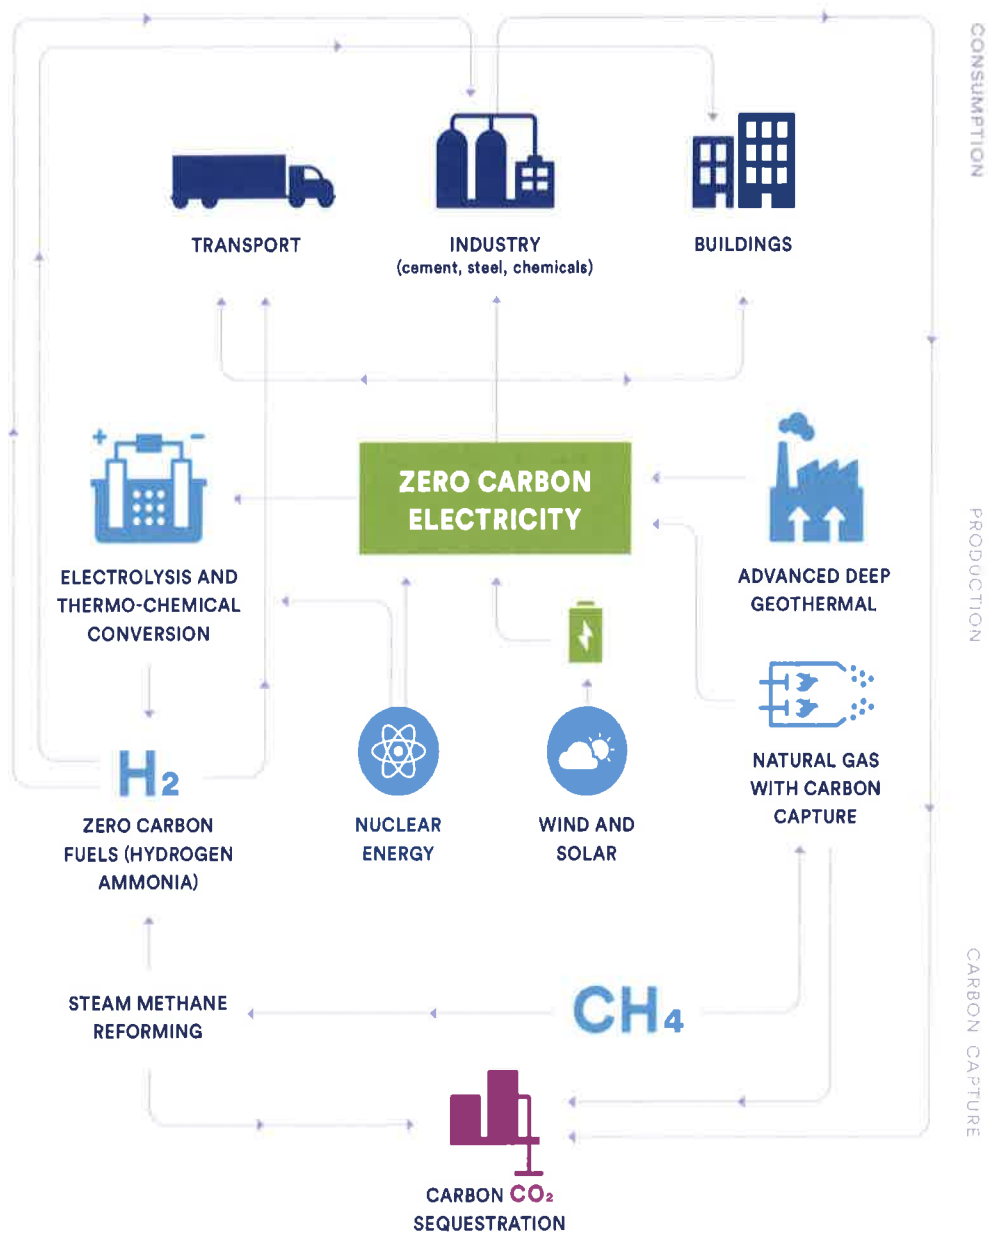 CONSUMPTION
TRANSPORT
INDUSTRY
(cement, steel, chemicals)
BUILDINGS
+ −
ZERO CARBON
ELECTRICITY
ELECTROLYSIS AND
THERMO-CHEMICAL
CONVERSION
ADVANCED DEEP
GEOTHERMAL
PRODUCTION
H2
ZERO CARBON
FUELS (HYDROGEN
AMMONIA)
NUCLEAR
ENERGY
WIND AND
SOLAR
NATURAL GAS
WITH CARBON
CAPTURE
STEAM METHANE
REFORMING
CH4
CARBON CAPTURE
CARBON CO2
SEQUESTRATION